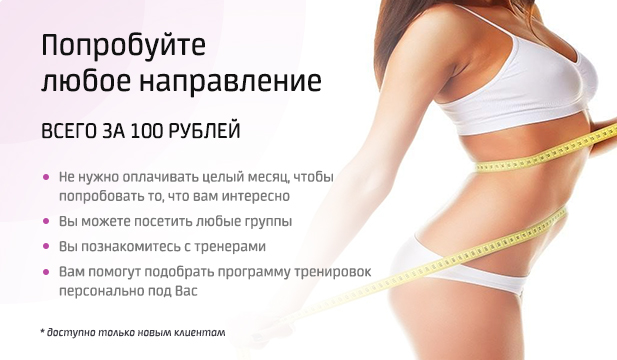 Попробуйте
любое направление
ВСЕГО ЗА 100 РУБЛЕЙ
Не нужно оплачивать целый месяц, чтобы
попробовать то, что вам интересно
Вы можете посетить любые группы
Вы познакомитесь с тренерами
Вам помогут подобрать программу тренировок
персонально под Вас
* доступно только новым клиентам